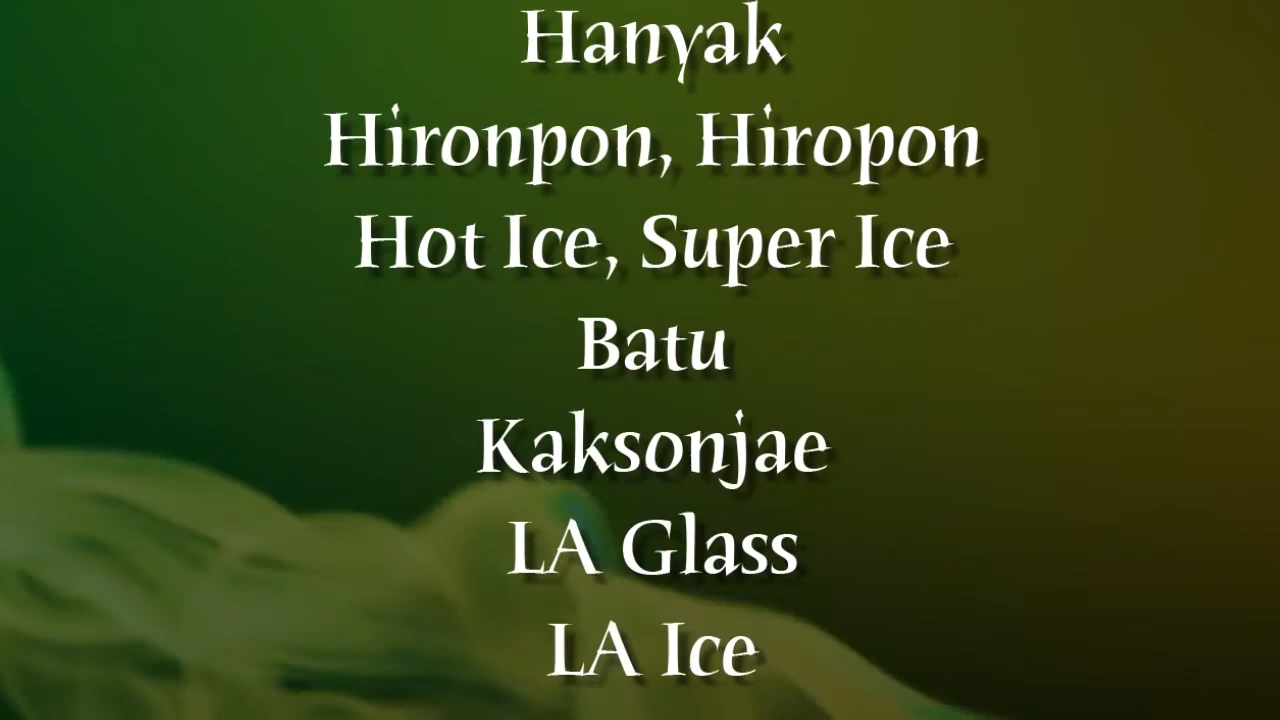 Hanyak
Hironpon, Hiropon
Hot Ice, Super Ice
Batu
Kaksonjae
LA Glass
LA Ice